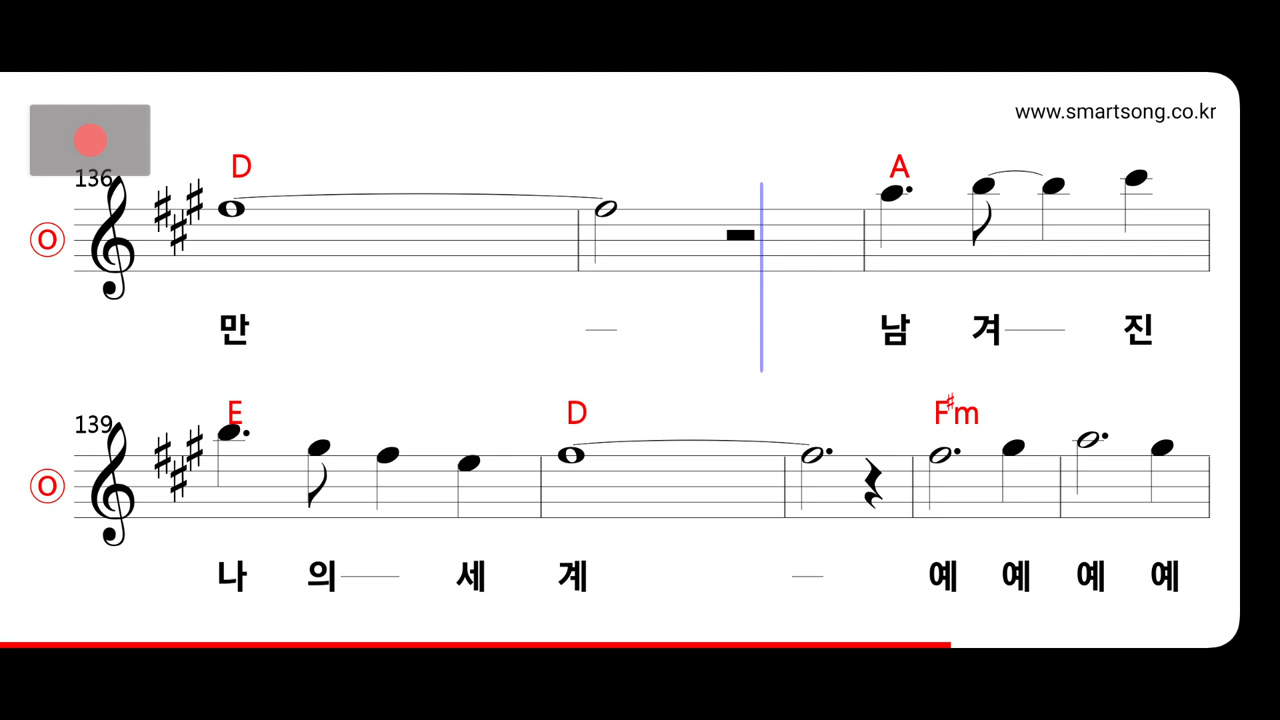 www.smartsong.co.kr
136
D A
O
만 남 겨 진
139
E D F♯m
O
나 의 세 계 예 예 예 예